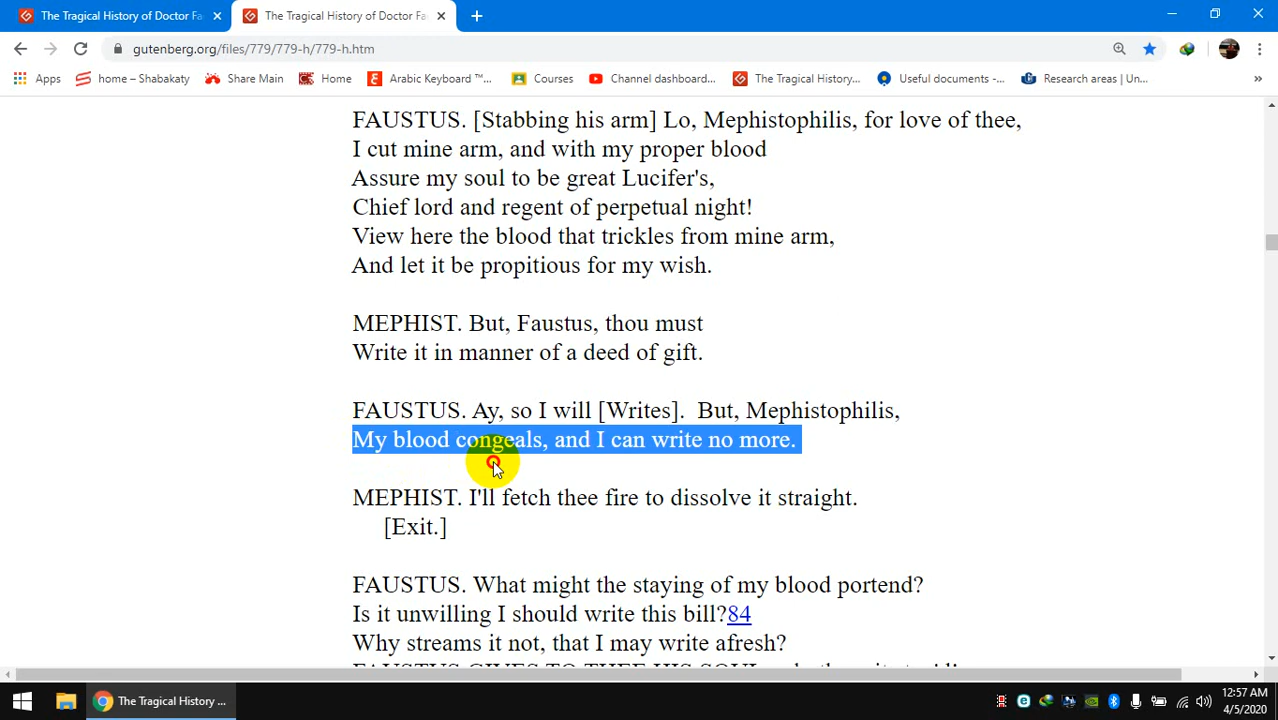 The Tragical History of Doctor Fa
The Tragical History of Doctor Fa
gutenberg.org/files/779/779-h/779-h.htm
Apps
home – Shabakaty
Share Main
Home
Arabic Keyboard ™...
Courses
Channel dashboard...
The Tragical History...
Useful documents -...
Research areas | Un...
»
FAUSTUS. [Stabbing his arm] Lo, Mephistophilis, for love of thee,
I cut mine arm, and with my proper blood
Assure my soul to be great Lucifer's,
Chief lord and regent of perpetual night!
View here the blood that trickles from mine arm,
And let it be propitious for my wish.
MEPHIST. But, Faustus, thou must
Write it in manner of a deed of gift.
FAUSTUS. Ay, so I will [Writes]. But, Mephistophilis,
My blood congeals, and I can write no more.
MEPHIST. I'll fetch thee fire to dissolve it straight.
[Exit.]
FAUSTUS. What might the staying of my blood portend?
Is it unwilling I should write this bill?84
Why streams it not, that I may write afresh?
FAUSTUS GIVES TO THEE HIS SOUL
The Tragical History ...
12:57 AM
4/5/2020